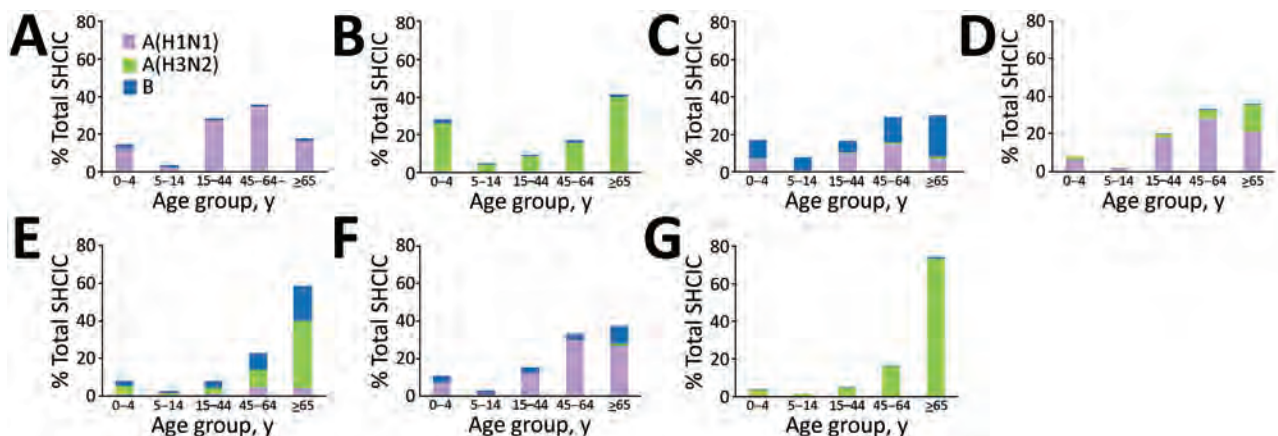 A
% Total SHCIC
80
60
40
20
0
A(H1N1)
A(H3N2)
B
0–4
5–14
15–44
45–64
≥65
Age group, y
B
% Total SHCIC
80
60
40
20
0
0–4
5–14
15–44
45–64
≥65
Age group, y
C
% Total SHCIC
80
60
40
20
0
0–4
5–14
15–44
45–64
≥65
Age group, y
D
% Total SHCIC
80
60
40
20
0
0–4
5–14
15–44
45–64
≥65
Age group, y
E
% Total SHCIC
80
60
40
20
0
0–4
5–14
15–44
45–64
≥65
Age group, y
F
% Total SHCIC
80
60
40
20
0
0–4
5–14
15–44
45–64
≥65
Age group, y
G
% Total SHCIC
80
60
40
20
0
0–4
5–14
15–44
45–64
≥65
Age group, y